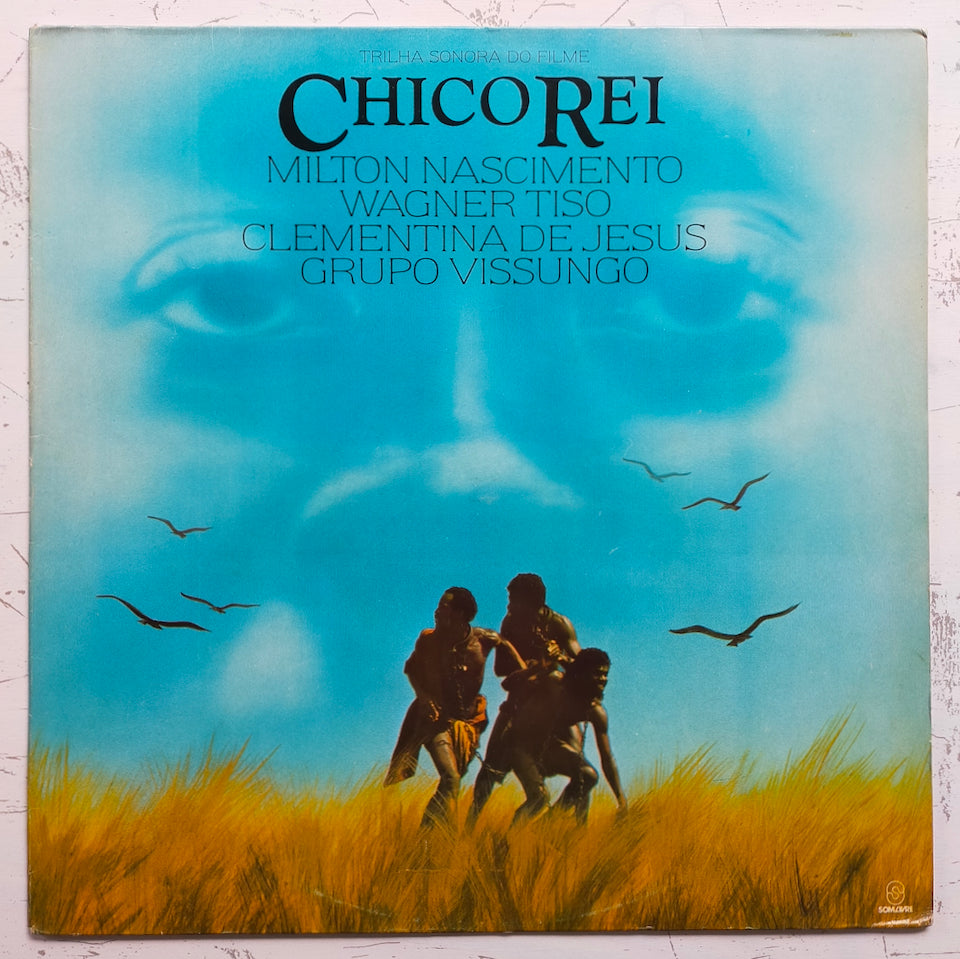 TRILHA SONORA DO FILME
CHICO REI
MILTON NASCIMENTO
WAGNER TISO
CLEMENTINA DE JESUS
GRUPO VISSUNGO
SOM LIVRE